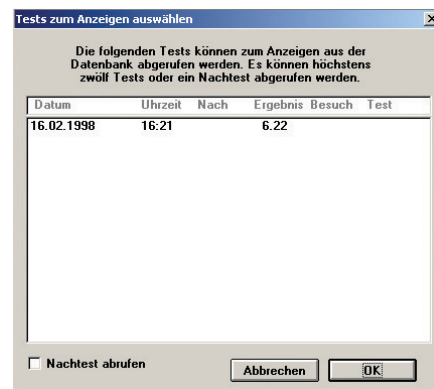 Tests zum Anzeigen auswählen
Die folgenden Tests können zum Anzeigen aus der
Datenbank abgerufen werden. Es können höchstens
zwölf Tests oder ein Nachtest abgerufen werden.
Datum Uhrzeit Nach Ergebnis Besuch Test
16.02.1998 16:21 6.22
Nachtest abrufen
Abbrechen OK